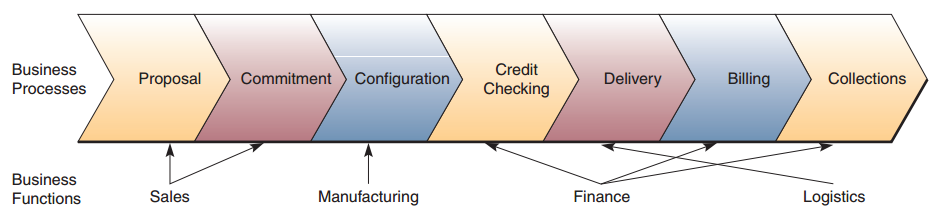 Business
Processes
Proposal
Commitment
Configuration
Credit
Checking
Delivery
Billing
Collections
Business
Functions
Sales
Manufacturing
Finance
Logistics